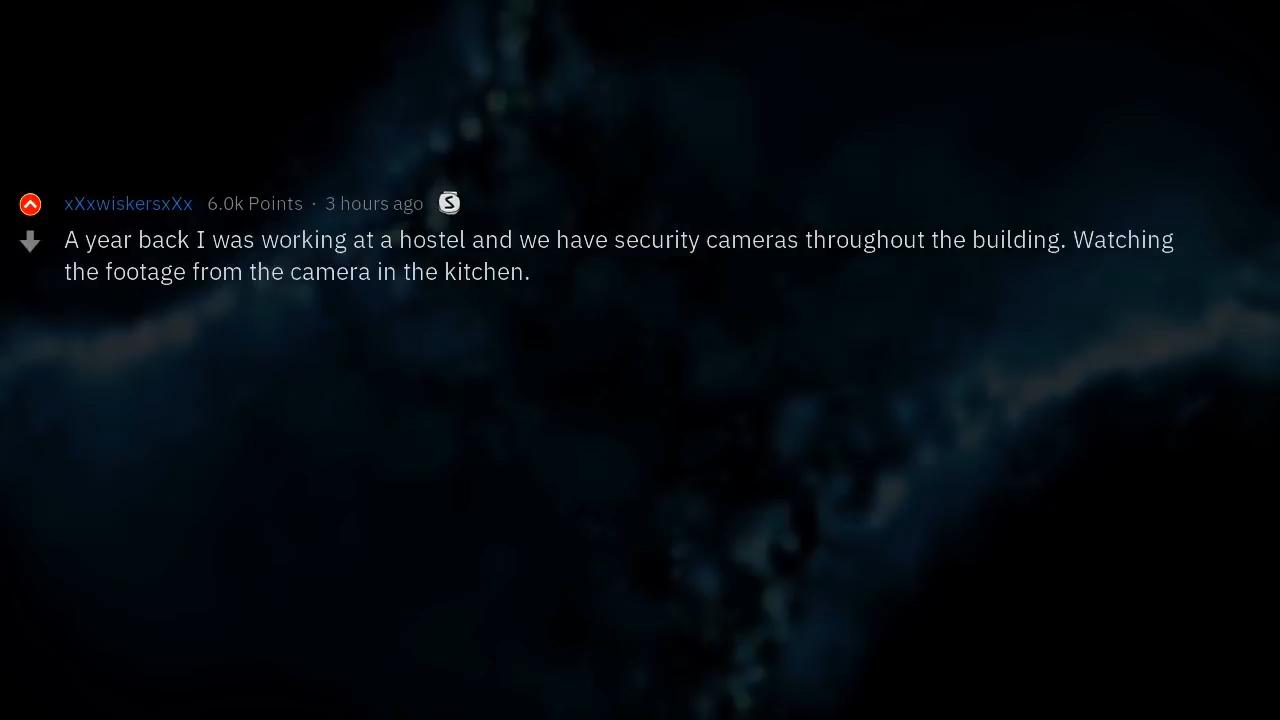 xXxwiskersxXx 6.0k Points · 3 hours ago S
A year back I was working at a hostel and we have security cameras throughout the building. Watching
the footage from the camera in the kitchen.